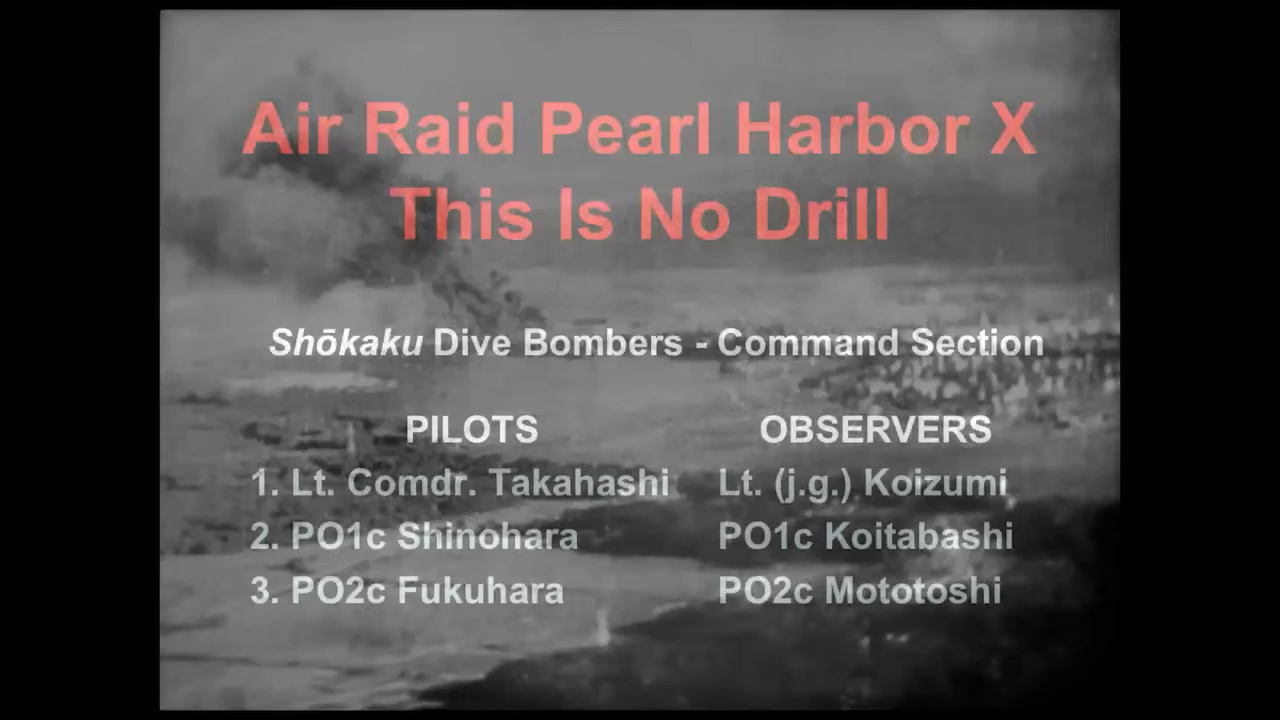 Air Raid Pearl Harbor X
This Is No Drill
Shōkaku Dive Bombers - Command Section
PILOTS OBSERVERS
1. Lt. Comdr. Takahashi Lt. (j.g.) Koizumi
2. PO1c Shinohara PO1c Koitabashi
3. PO2c Fukuhara PO2c Mototoshi